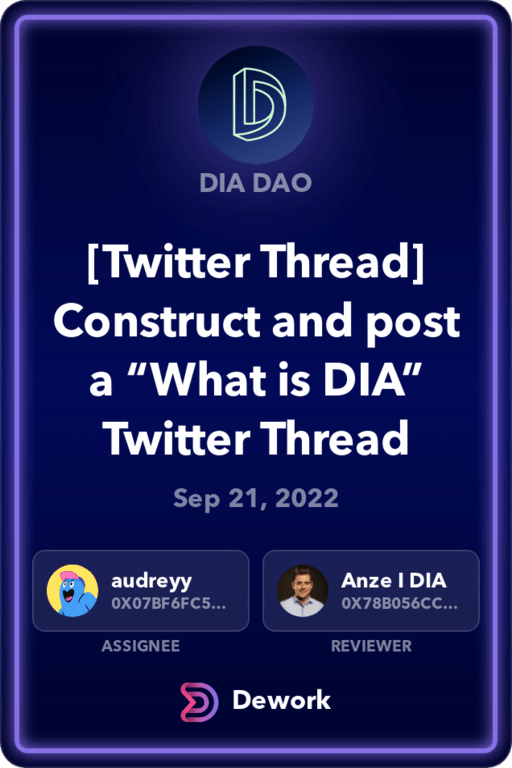 DIA DAO
[Twitter Thread]
Construct and post
a “What is DIA”
Twitter Thread
Sep 21, 2022
audreyy
0X07BF6FC5...
Anze I DIA
0X78B056CC...
ASSIGNEE
REVIEWER
Dework